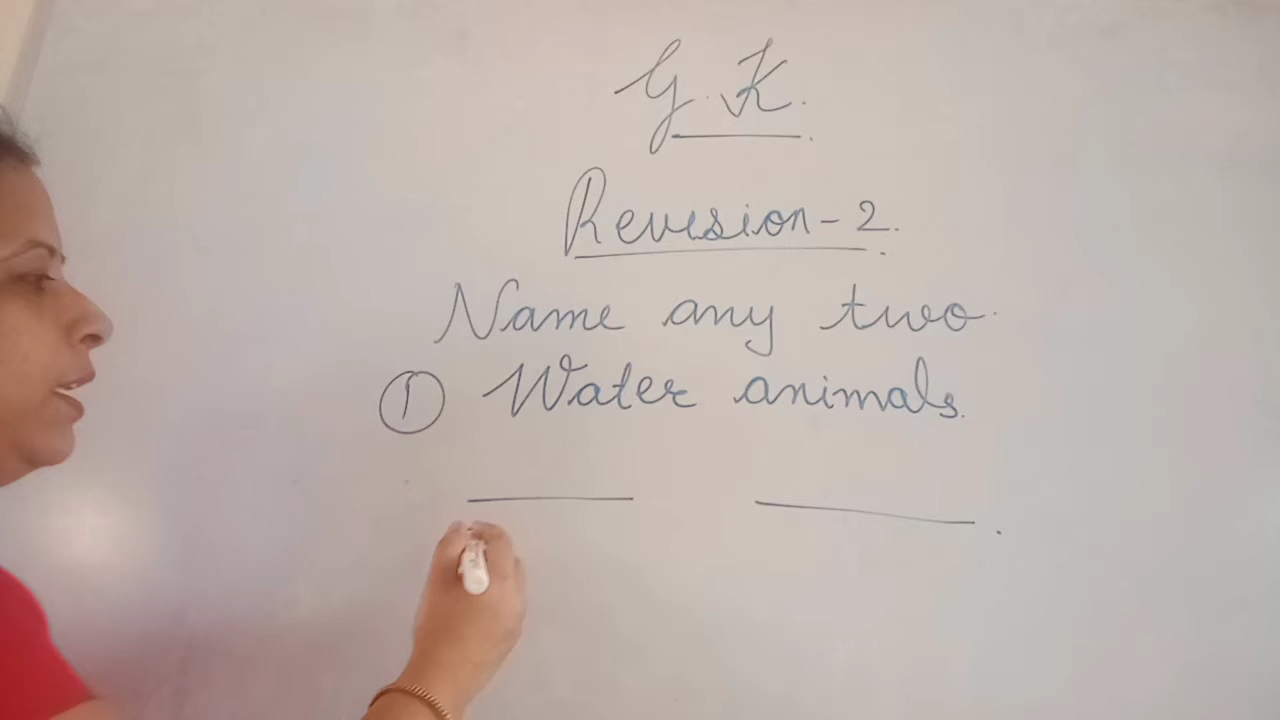 G.K.
Revision-2.
Name any two.
① Water animals.